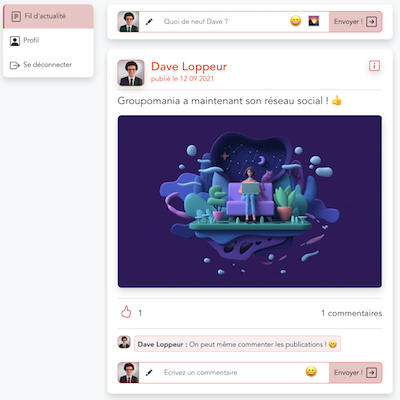 Fil d'actualité
Profil
Se déconnecter
Quoi de neuf Dave ?
Envoyer !
Dave Loppeur
publié le 12 09 2021
Groupomania a maintenant son réseau social ! 👍
1
1 commentaires
Dave Loppeur : On peut même commenter les publications ! 😋
Ecrivez un commentaire
Envoyer !